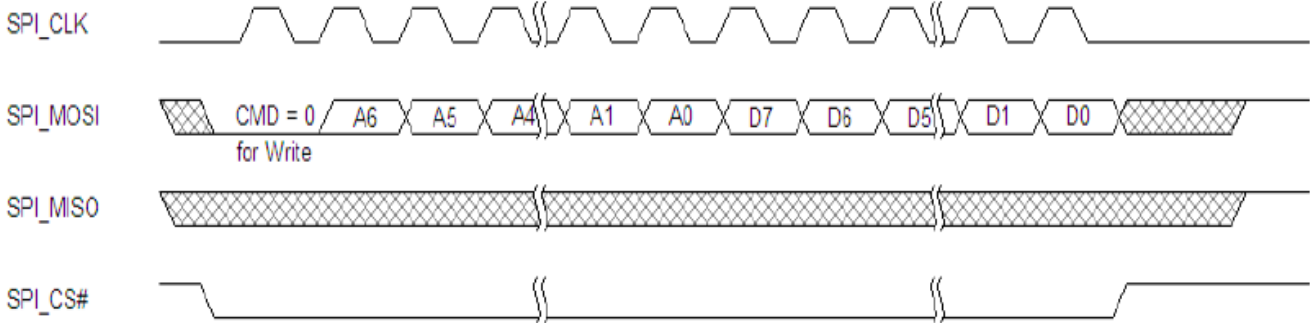 SPI_CLK
SPI_MOSI CMD = 0 A6 A5 A4 A1 A0 D7 D6 D5 D1 D0
for Write
SPI_MISO
SPI_CS#